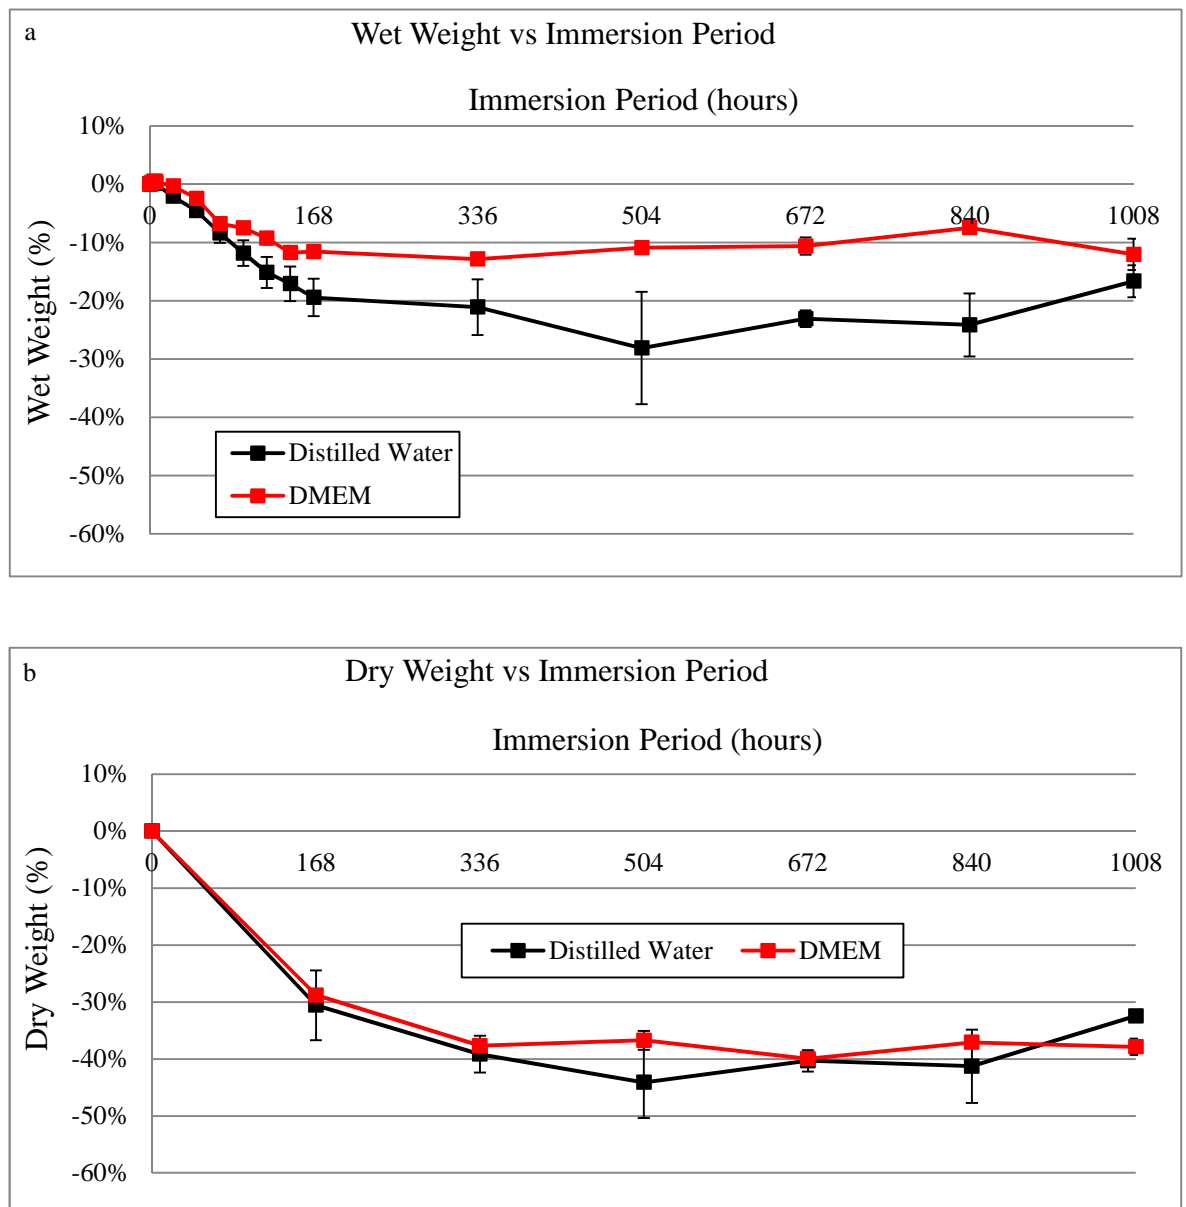 a
Wet Weight vs Immersion Period
Immersion Period (hours)
10%
0%
0 168 336 504 672 840 1008
-10%
-20%
-30%
-40%
-50%
-60%
Wet Weight (%)
Distilled Water
DMEM
b
Dry Weight vs Immersion Period
Immersion Period (hours)
10%
0%
0 168 336 504 672 840 1008
-10%
-20%
-30%
-40%
-50%
-60%
Dry Weight (%)
Distilled Water DMEM